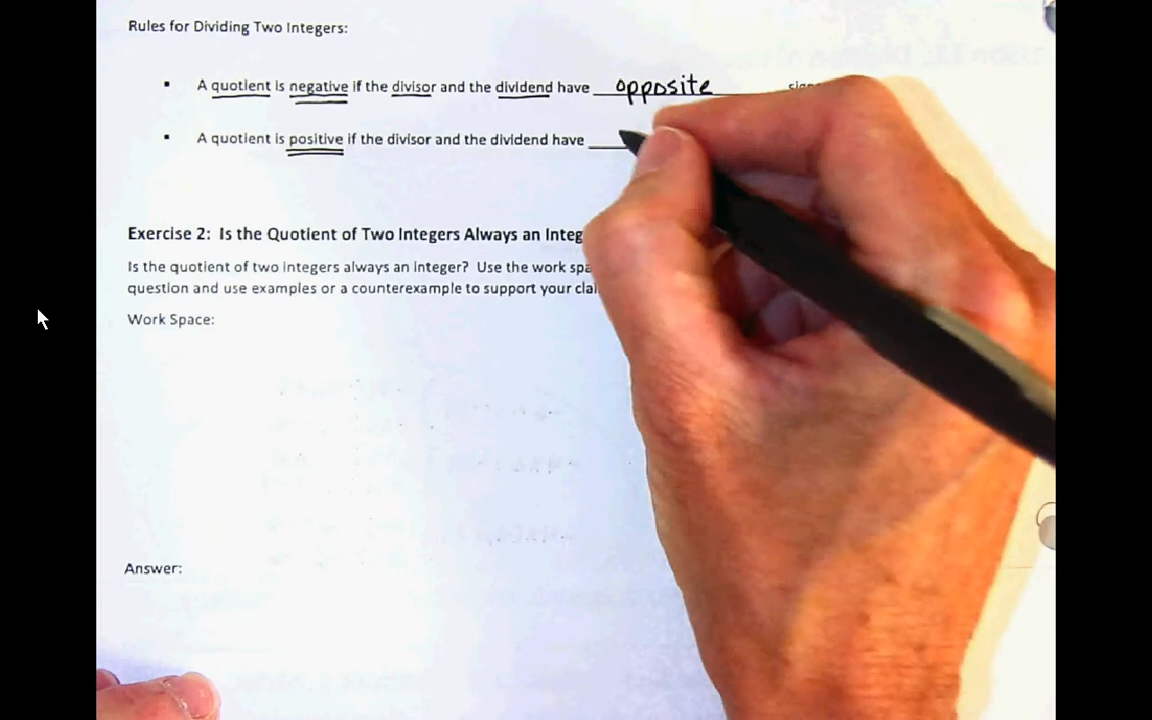 Rules for Dividing Two Integers:
▪ A quotient is negative if the divisor and the dividend have opposite
▪ A quotient is positive if the divisor and the dividend have
Exercise 2: Is the Quotient of Two Integers Always an
Is the quotient of two integers always an integer? Use the work
question and use examples or a counterexample to support your
Work Space:
Answer: